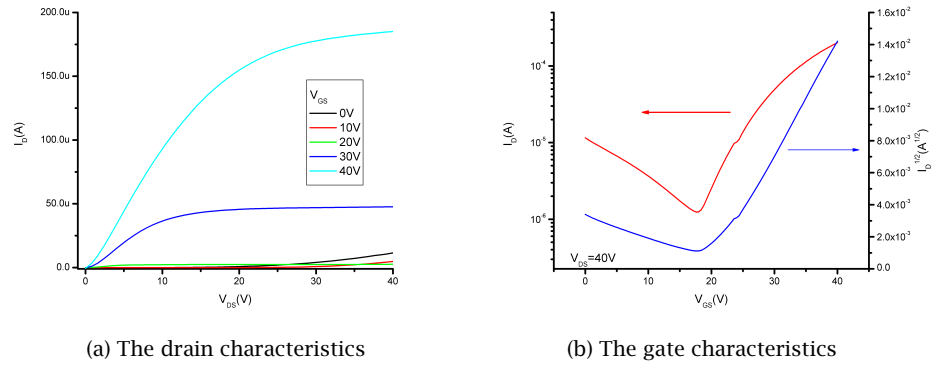 200.0u
150.0u
100.0u
50.0u
0.0
I_D(A)
V_GS
0V
10V
20V
30V
40V
0 10 20 30 40
V_DS(V)
(a) The drain characteristics
10^-4
10^-5
10^-6
I_D(A)
V_DS=40V
0 10 20 30 40
V_GS(V)
1.6x10^-2
1.4x10^-2
1.2x10^-2
1.0x10^-2
8.0x10^-3
6.0x10^-3
4.0x10^-3
2.0x10^-3
0.0
I_D^1/2(A^1/2)
(b) The gate characteristics